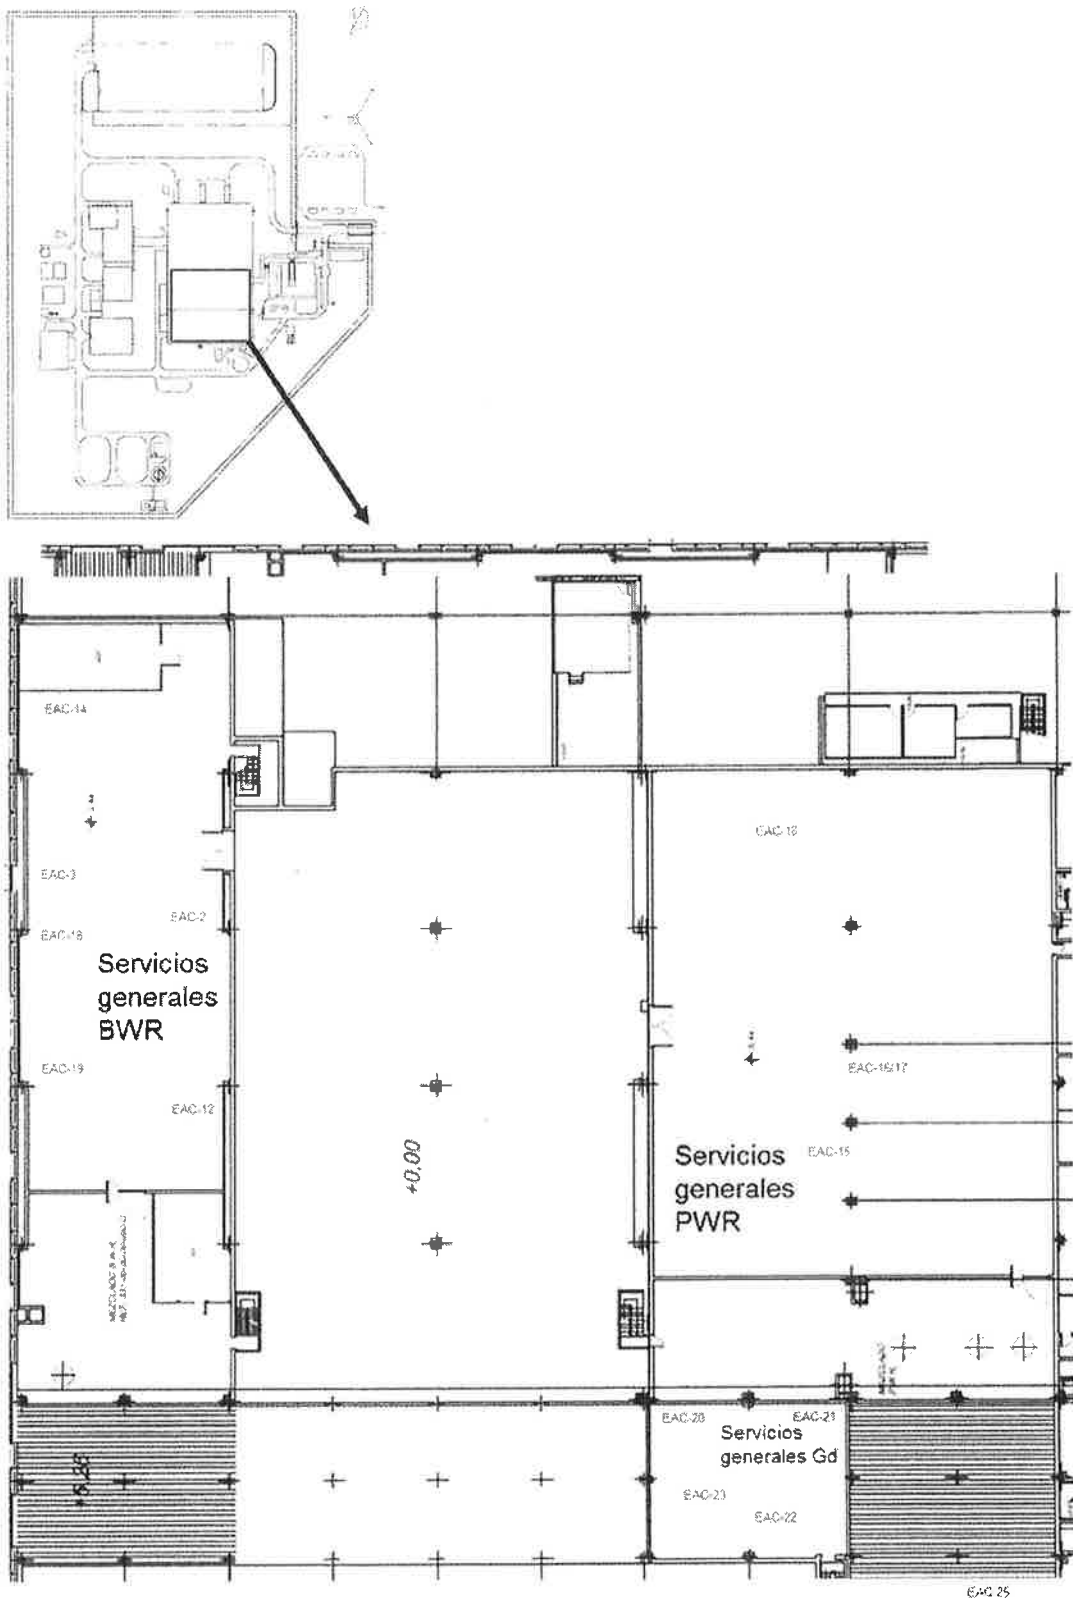 EAC-14
EAC-3
EAC-2
EAC-18
Servicios
generales
BWR
EAC-19
EAC-12
+0,00
EAC-16/17
EAC-15
Servicios
generales
PWR
MEZCLADO
EAC-20
EAC-21
Servicios
generales Gd
EAC-23
EAC-22
EAC-25